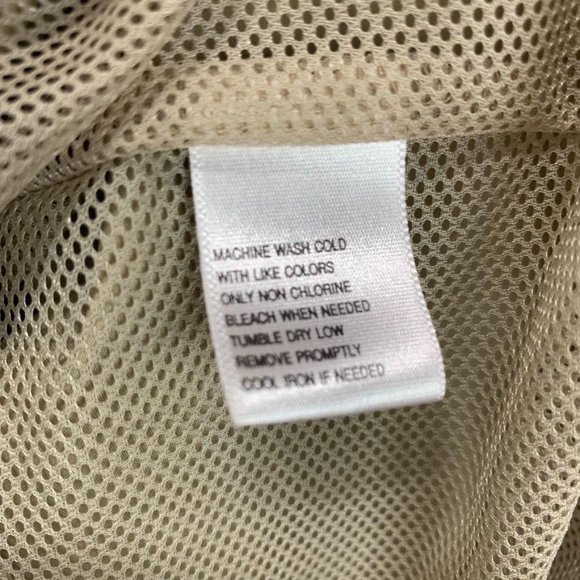 MACHINE WASH COLD
WITH LIKE COLORS
ONLY NON CHLORINE
BLEACH WHEN NEEDED
TUMBLE DRY LOW
REMOVE PROMPTLY
COOL IRON IF NEEDED